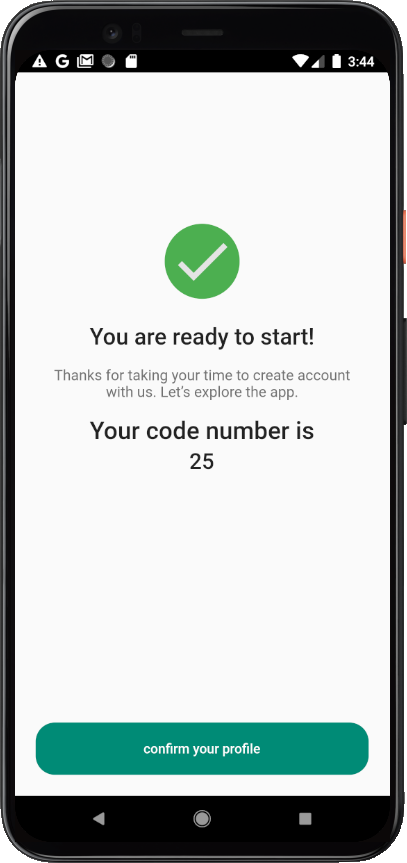 3:44
You are ready to start!
Thanks for taking your time to create account
with us. Let's explore the app.
Your code number is
25
confirm your profile